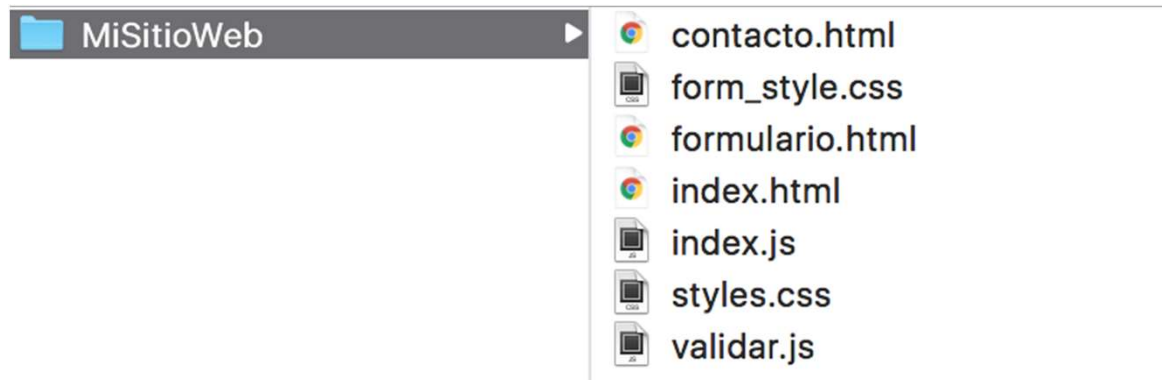 MiSitioWeb
contacto.html
form_style.css
formulario.html
index.html
index.js
styles.css
validar.js